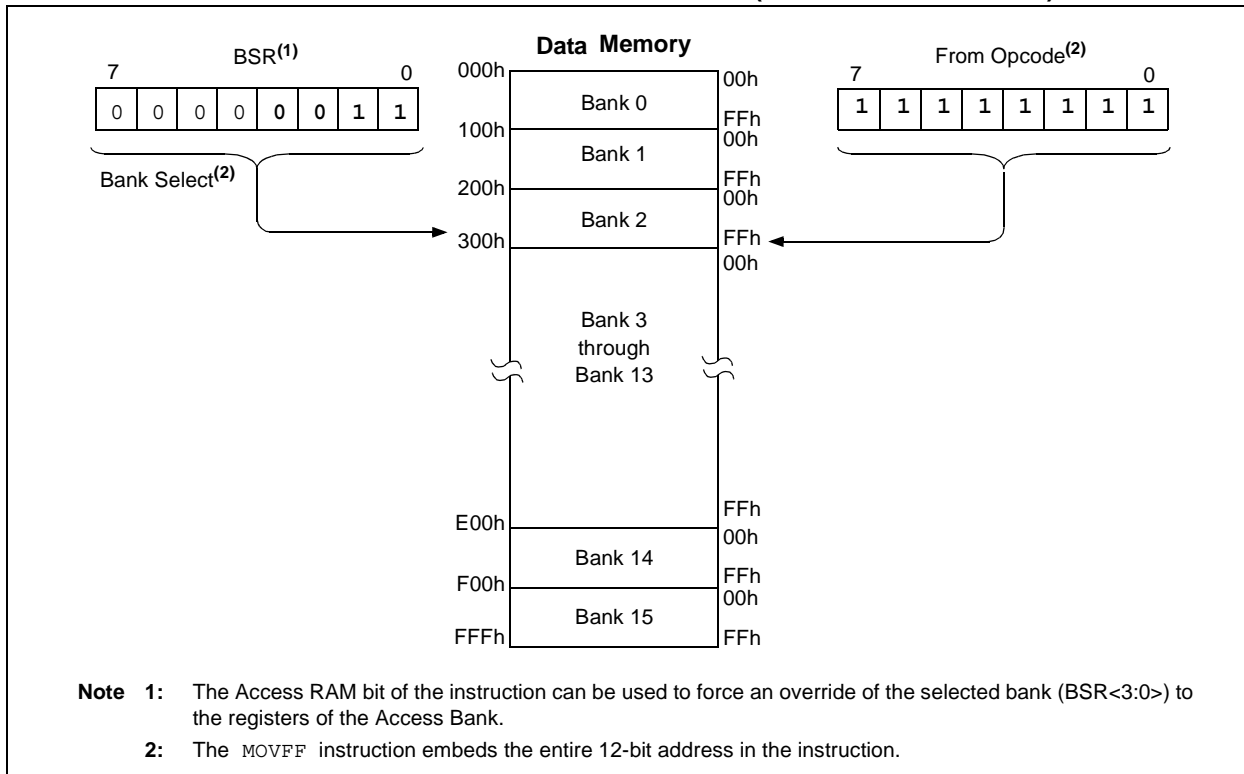 Data Memory
BSR(1)
7 0
0 0 0 0 0 0 1 1
Bank Select(2)
From Opcode(2)
7 0
1 1 1 1 1 1 1 1
000h
00h
Bank 0
FFh
100h
00h
Bank 1
FFh
200h
00h
Bank 2
FFh
300h
00h
Bank 3
through
Bank 13
FFh
E00h
00h
Bank 14
FFh
F00h
00h
Bank 15
FFFh
FFh
Note 1: The Access RAM bit of the instruction can be used to force an override of the selected bank (BSR<3:0>) to
the registers of the Access Bank.
2: The MOVFF instruction embeds the entire 12-bit address in the instruction.